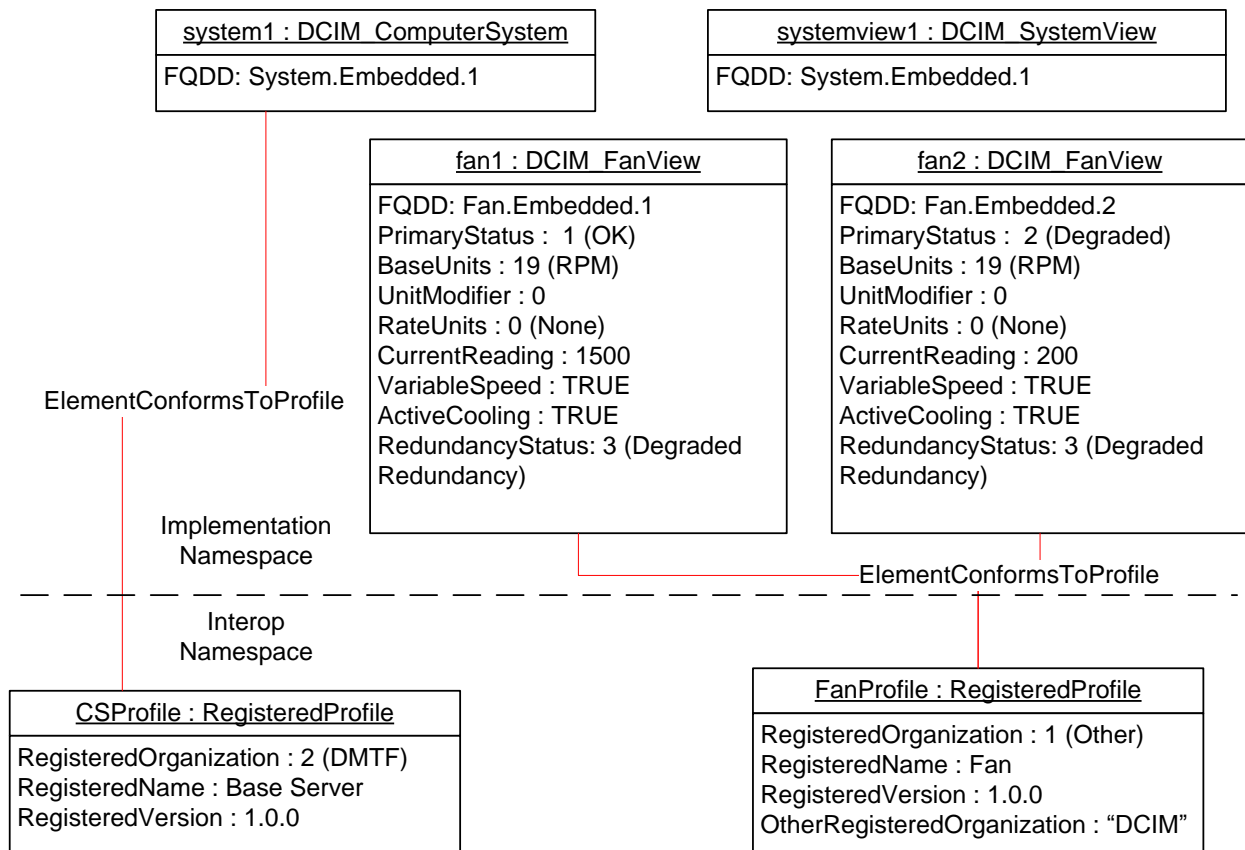 system1 : DCIM_ComputerSystem
FQDD: System.Embedded.1
systemview1 : DCIM_SystemView
FQDD: System.Embedded.1
fan1 : DCIM_FanView
FQDD: Fan.Embedded.1
PrimaryStatus : 1 (OK)
BaseUnits : 19 (RPM)
UnitModifier : 0
RateUnits : 0 (None)
CurrentReading : 1500
VariableSpeed : TRUE
ActiveCooling : TRUE
RedundancyStatus: 3 (Degraded
Redundancy)
fan2 : DCIM_FanView
FQDD: Fan.Embedded.2
PrimaryStatus : 2 (Degraded)
BaseUnits : 19 (RPM)
UnitModifier : 0
RateUnits : 0 (None)
CurrentReading : 200
VariableSpeed : TRUE
ActiveCooling : TRUE
RedundancyStatus: 3 (Degraded
Redundancy)
ElementConformsToProfile
Implementation
Namespace
ElementConformsToProfile
Interop
Namespace
CSProfile : RegisteredProfile
RegisteredOrganization : 2 (DMTF)
RegisteredName : Base Server
RegisteredVersion : 1.0.0
FanProfile : RegisteredProfile
RegisteredOrganization : 1 (Other)
RegisteredName : Fan
RegisteredVersion : 1.0.0
OtherRegisteredOrganization : “DCIM”